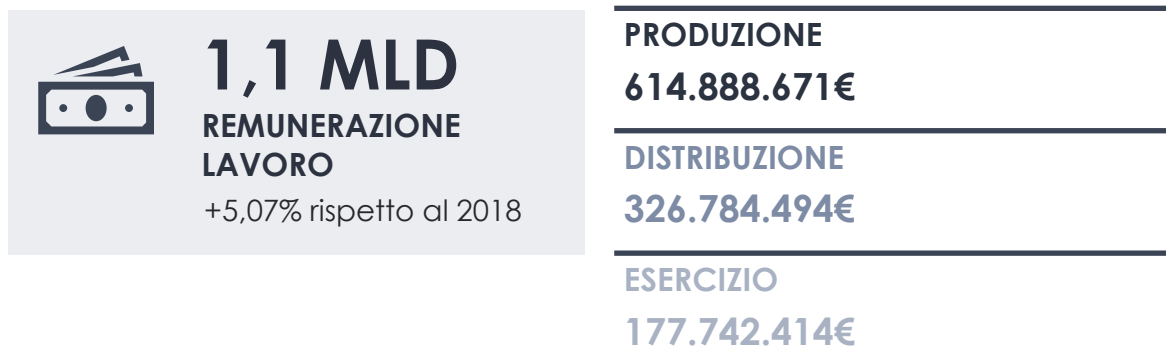 1,1 MLD
REMUNERAZIONE
LAVORO
+5,07% rispetto al 2018
PRODUZIONE
614.888.671€
DISTRIBUZIONE
326.784.494€
ESERCIZIO
177.742.414€